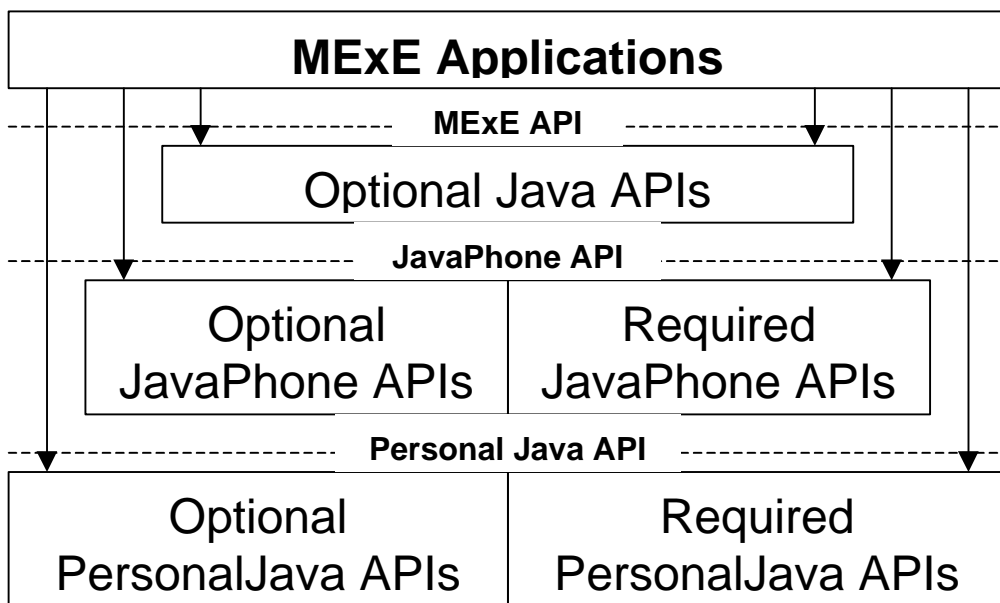 MExE Applications
MExE API
Optional Java APIs
JavaPhone API
Optional
JavaPhone APIs
Required
JavaPhone APIs
Personal Java API
Optional
PersonalJava APIs
Required
PersonalJava APIs